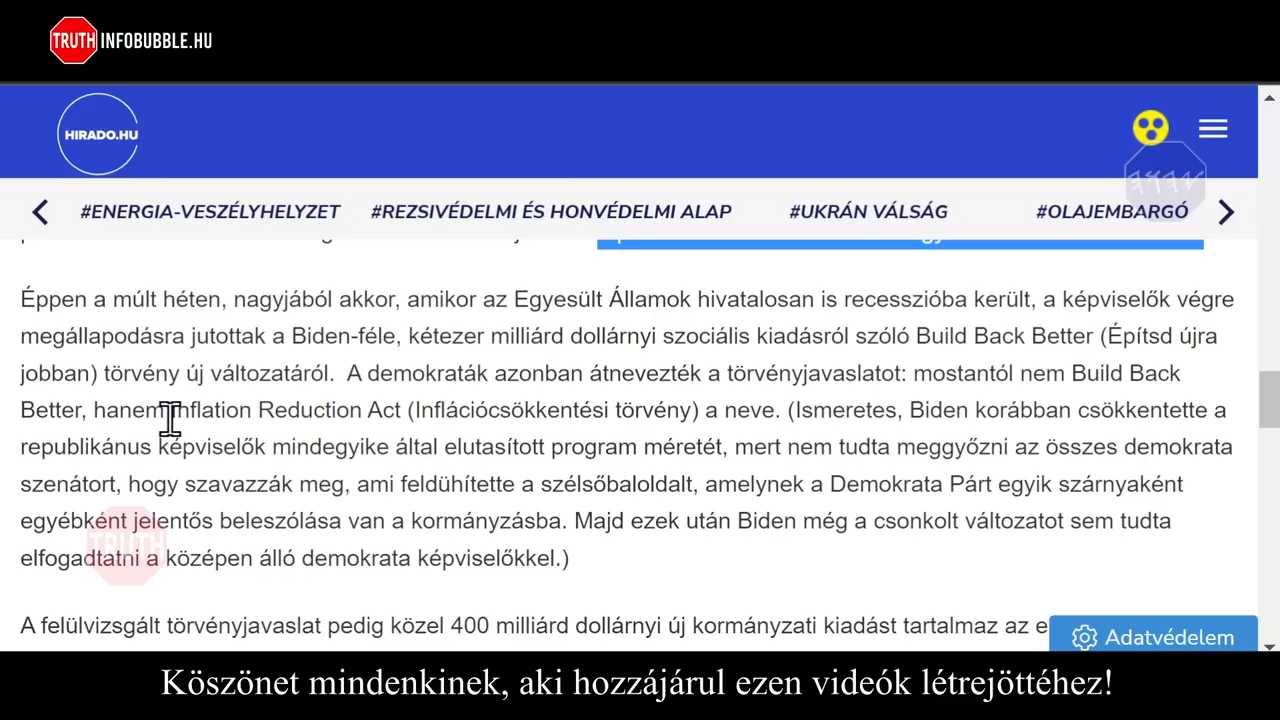 TRUTH INFOBUBBLE.HU
HIRADO.HU
#ENERGIA-VESZÉLYHELYZET #REZSIVÉDELMI ÉS HONVÉDELMI ALAP #UKRÁN VÁLSÁG #OLAJEMBARGÓ
Éppen a múlt héten, nagyjából akkor, amikor az Egyesült Államok hivatalosan is recesszióba került, a képviselők végre
megállapodásra jutottak a Biden-féle, kétezer milliárd dollárnyi szociális kiadásról szóló Build Back Better (Építsd újra
jobban) törvény új változatáról. A demokraták azonban átnevezték a törvényjavaslatot: mostantól nem Build Back
Better, hanem Inflation Reduction Act (Inflációcsökkentési törvény) a neve. (Ismeretes, Biden korábban csökkentette a
republikánus képviselők mindegyike által elutasított program méretét, mert nem tudta meggyőzni az összes demokrata
szenátort, hogy szavazzák meg, ami feldühítette a szélsőbaloldalt, amelynek a Demokrata Párt egyik szárnyaként
egyébként jelentős beleszólása van a kormányzásba. Majd ezek után Biden még a csonkolt változatot sem tudta
elfogadtatni a középen álló demokrata képviselőkkel.)
TRUTH
A felülvizsgált törvényjavaslat pedig közel 400 milliárd dollárnyi új kormányzati kiadást tartalmaz az
Adatvédelem
Köszönet mindenkinek, aki hozzájárul ezen videók létrejöttéhez!